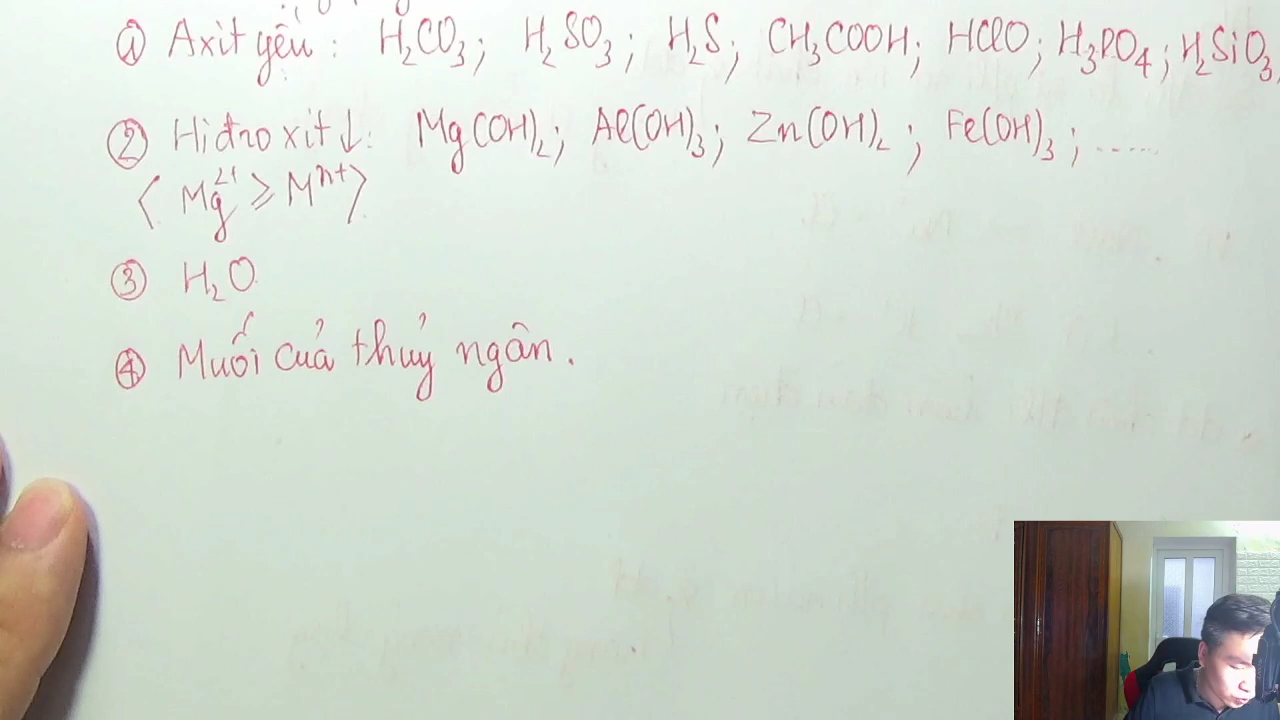 ① Axit yếu : H₂CO₃; H₂SO₃; H₂S; CH₃COOH; HClO; H₃PO₄; H₂SiO₃,
② Hiđroxit ↓: Mg(OH)₂; Al(OH)₃; Zn(OH)₂; Fe(OH)₃; ......
⟨ Mg²⁺ ≥ Mⁿ⁺ ⟩
③ H₂O
④ Muối của thủy ngân.